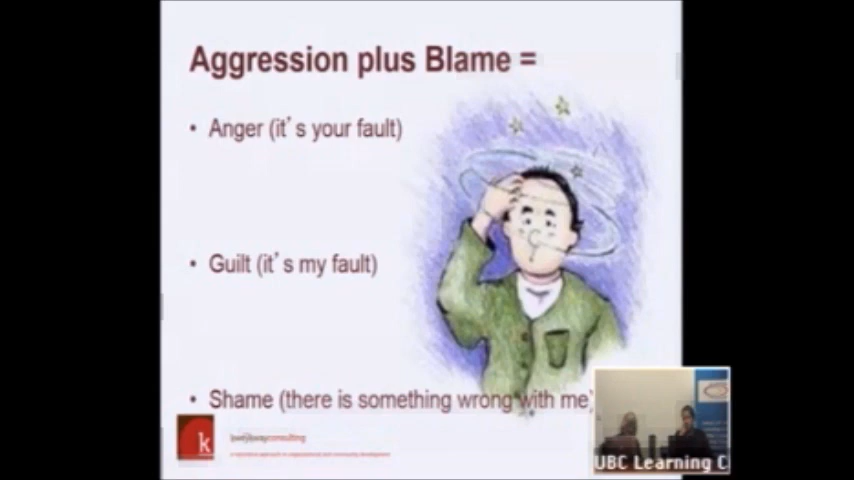 Aggression plus Blame =
• Anger (it's your fault)
• Guilt (it's my fault)
• Shame (there is something wrong with me)
k
UBC Learning C